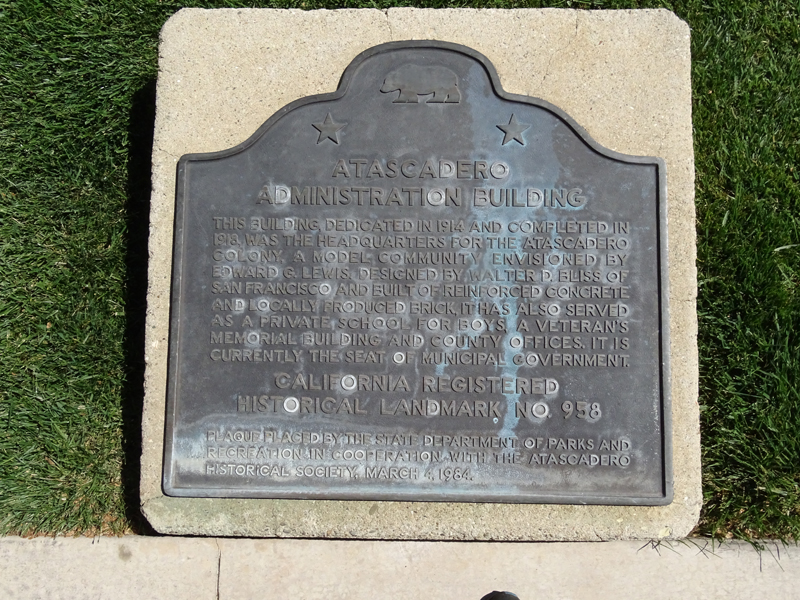 ATASCADERO
ADMINISTRATION BUILDING
THIS BUILDING, DEDICATED IN 1914 AND COMPLETED IN
1918, WAS THE HEADQUARTERS FOR THE ATASCADERO
COLONY, A MODEL COMMUNITY ENVISIONED BY
EDWARD G. LEWIS. DESIGNED BY WALTER D. BLISS OF
SAN FRANCISCO AND BUILT OF REINFORCED CONCRETE
AND LOCALLY PRODUCED BRICK, IT HAS ALSO SERVED
AS A PRIVATE SCHOOL FOR BOYS, A VETERAN'S
MEMORIAL BUILDING AND COUNTY OFFICES. IT IS
CURRENTLY THE SEAT OF MUNICIPAL GOVERNMENT.
CALIFORNIA REGISTERED
HISTORICAL LANDMARK NO. 958
PLAQUE PLACED BY THE STATE DEPARTMENT OF PARKS AND
RECREATION IN COOPERATION WITH THE ATASCADERO
HISTORICAL SOCIETY, MARCH 4, 1984.